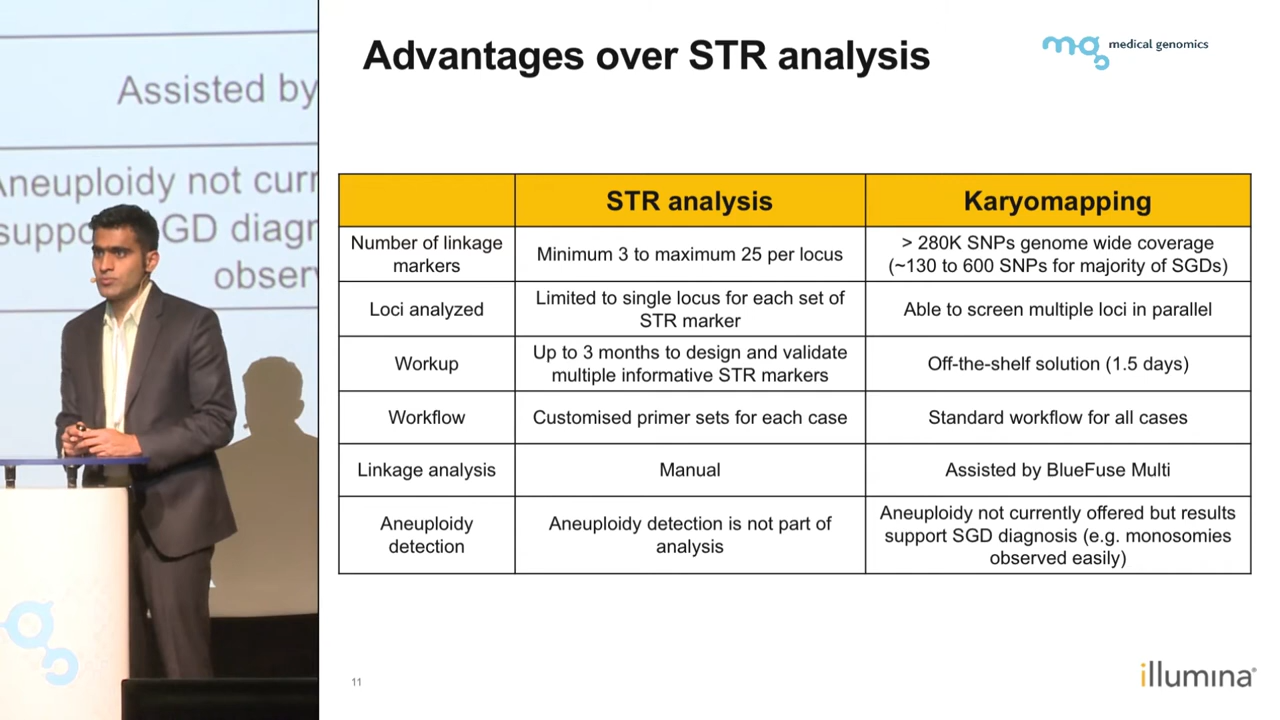 Assisted by
Aneuploidy not curr
GD diagr
obser
Advantages over STR analysis
mg medical genomics
STR analysis
Karyomapping
Number of linkage
markers
Minimum 3 to maximum 25 per locus
> 280K SNPs genome wide coverage
(~130 to 600 SNPs for majority of SGDs)
Loci analyzed
Limited to single locus for each set of
STR marker
Able to screen multiple loci in parallel
Workup
Up to 3 months to design and validate
multiple informative STR markers
Off-the-shelf solution (1.5 days)
Workflow
Customised primer sets for each case
Standard workflow for all cases
Linkage analysis
Manual
Assisted by BlueFuse Multi
Aneuploidy
detection
Aneuploidy detection is not part of
analysis
Aneuploidy not currently offered but results
support SGD diagnosis (e.g. monosomies
observed easily)
11
illumina®